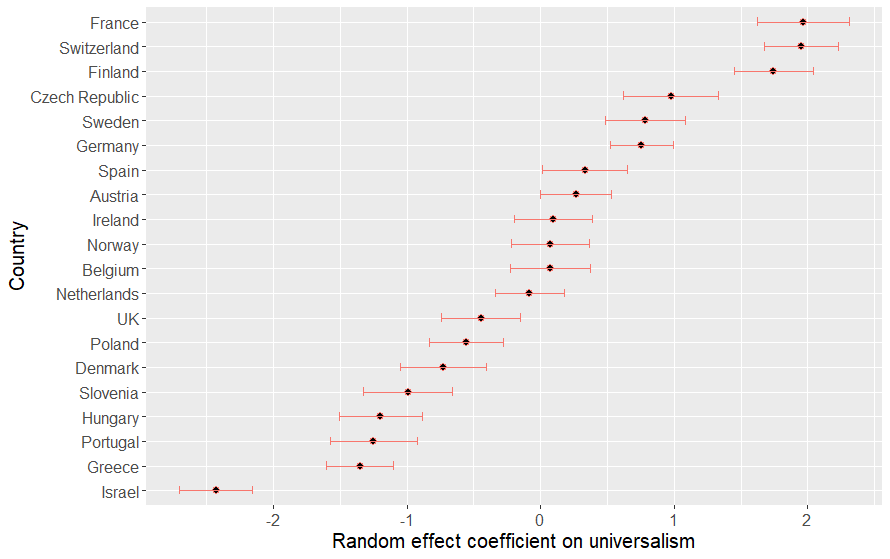 France
Switzerland
Finland
Czech Republic
Sweden
Germany
Spain
Austria
Ireland
Norway
Belgium
Netherlands
UK
Poland
Denmark
Slovenia
Hungary
Portugal
Greece
Israel
Country
-2 -1 0 1 2
Random effect coefficient on universalism